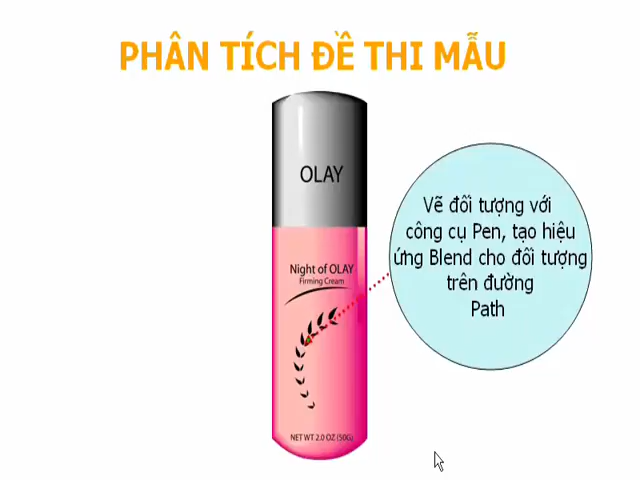 PHÂN TÍCH ĐỀ THI MẪU
OLAY
Vẽ đối tượng với
công cụ Pen, tạo hiệu
ứng Blend cho đối tượng
trên đường
Path
Night of OLAY
Firming Cream
NET WT 2.0 OZ (50G)